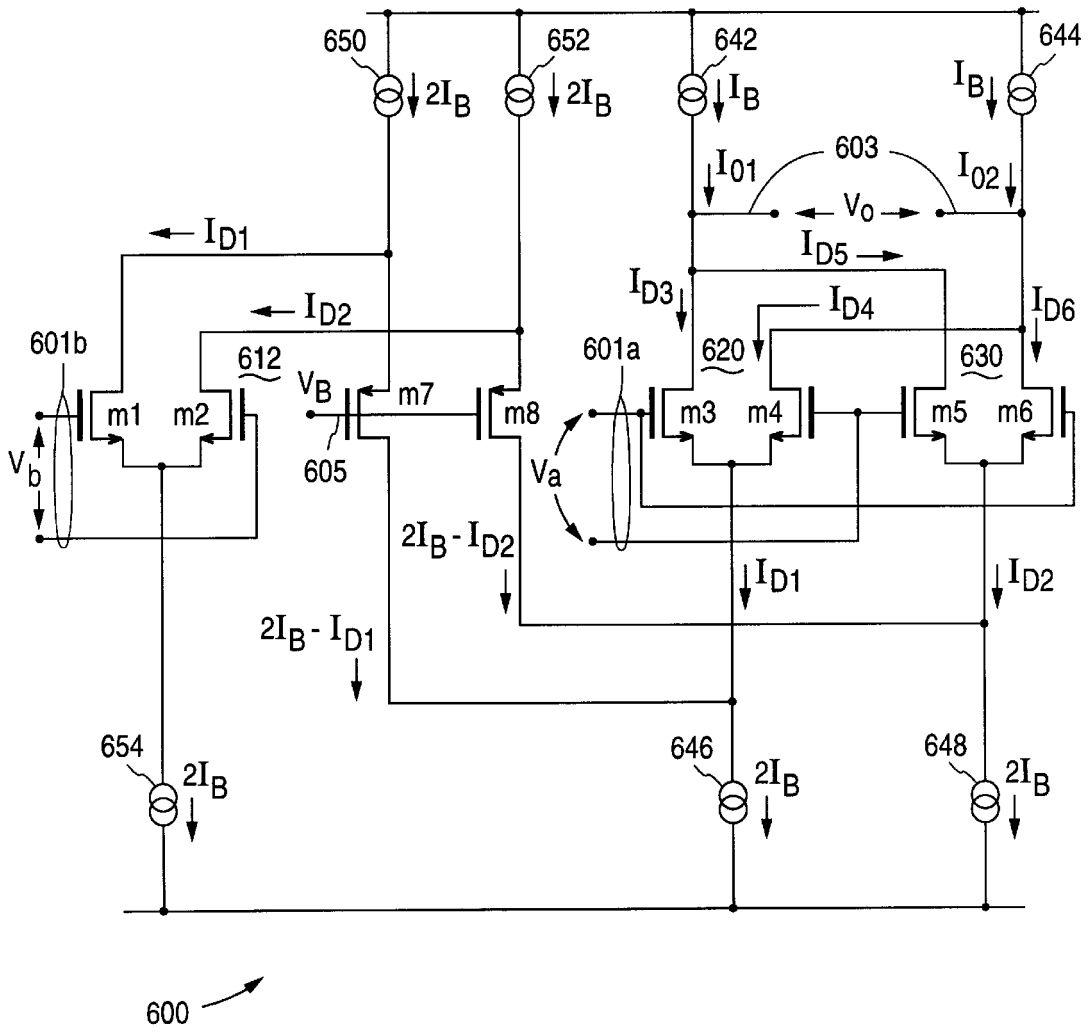 650
652
642
644
2I_B
2I_B
I_B
I_B
603
I_01
I_02
V_o
I_D1
I_D5
I_D3
I_D4
I_D2
I_D6
601b
612
601a
620
630
V_B
m7
m1
m2
m8
m3
m4
m5
m6
V_b
605
V_a
2I_B - I_D2
I_D1
I_D2
2I_B - I_D1
654
646
648
2I_B
2I_B
2I_B
600